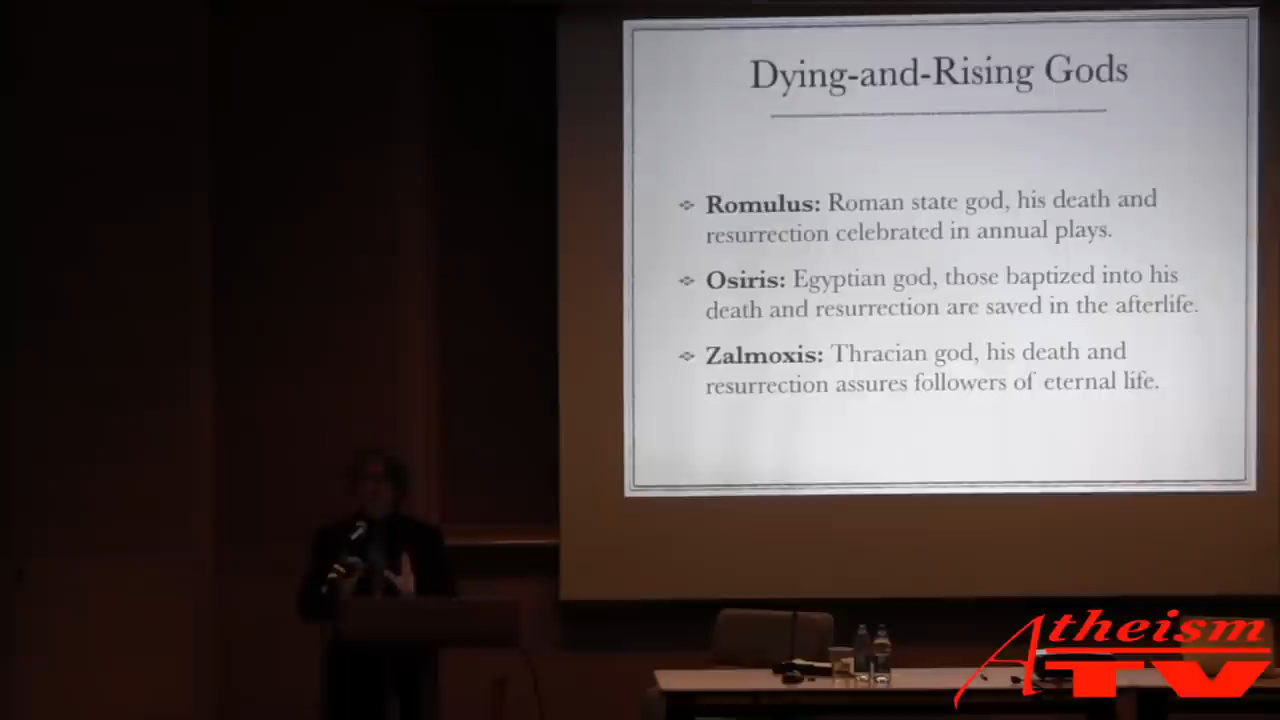 Dying-and-Rising Gods
Romulus: Roman state god, his death and
resurrection celebrated in annual plays.
Osiris: Egyptian god, those baptized into his
death and resurrection are saved in the afterlife.
Zalmoxis: Thracian god, his death and
resurrection assures followers of eternal life.
Atheism
TV